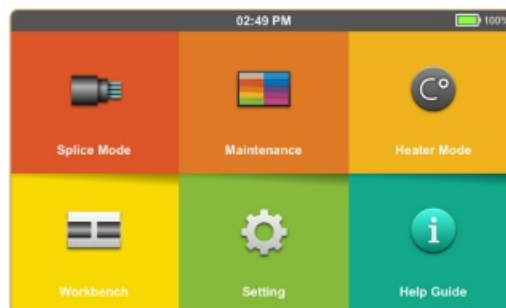 02:49 PM 100%
Splice Mode Maintenance Heater Mode
Workbench Setting Help Guide